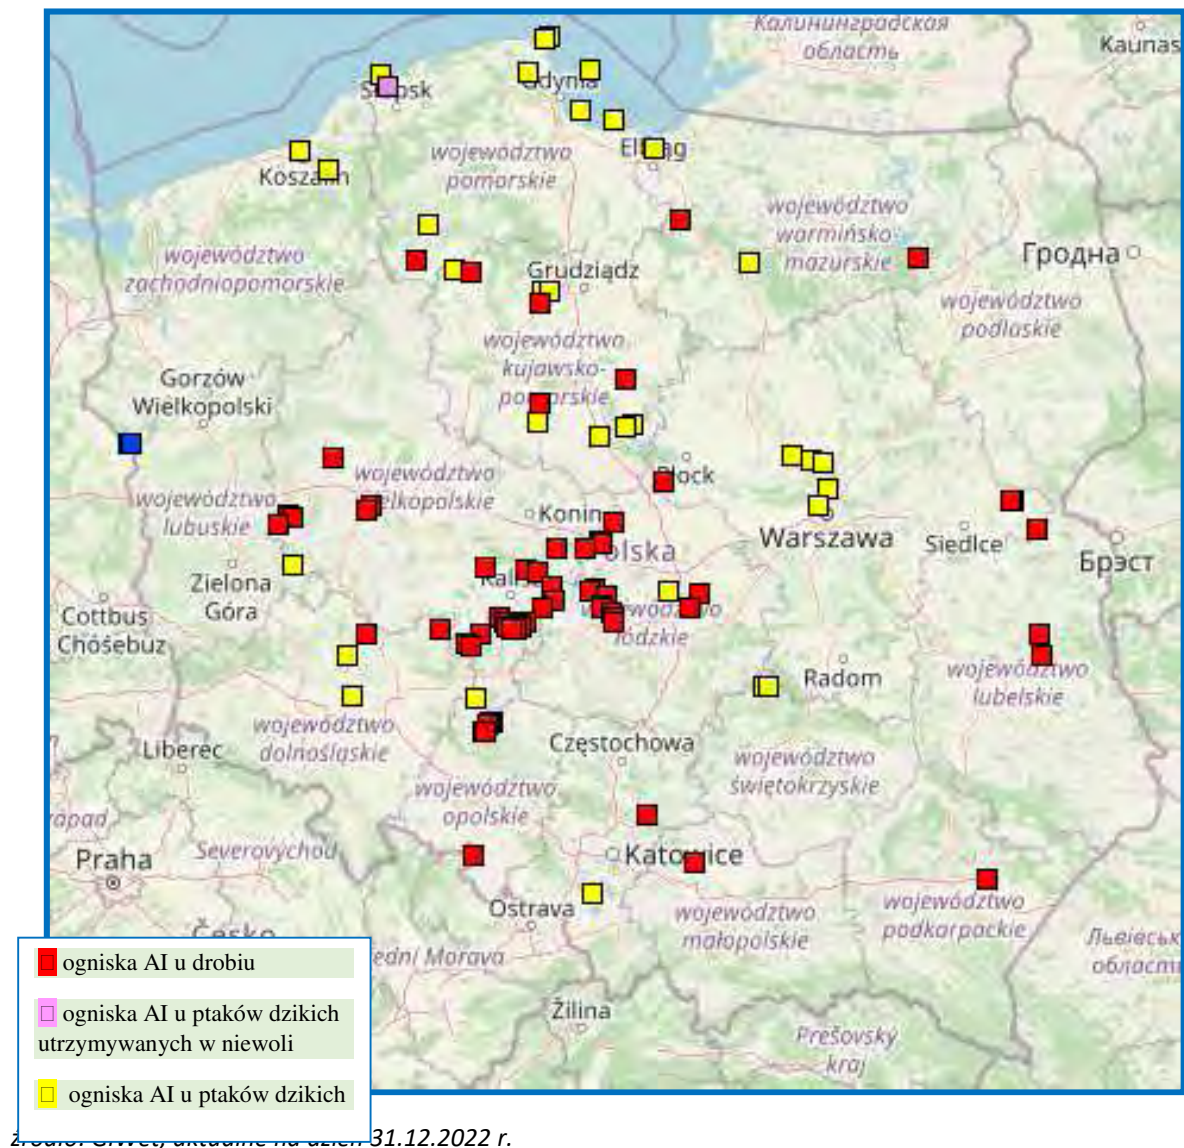 Калининградская
область
Kaunas
Gdynia
Słupsk
Elbląg
województwo
pomorskie
Koszalin
województwo
warmińsko-
mazurskie
Гродна
województwo
zachodniopomorskie
Grudziądz
województwo
podlaskie
województwo
kujawsko-
pomorskie
Gorzów
Wielkopolski
województwo
wielkopolskie
Płock
województwo
lubuskie
Konin
Polska
Warszawa
Siedlce
Брэст
Zielona
Góra
Kalisz
województwo
łódzkie
Cottbus
Chóśebuz
Radom
województwo
lubelskie
województwo
dolnośląskie
Liberec
Częstochowa
województwo
świętokrzyskie
województwo
opolskie
Praha
Severovýchod
Katowice
Ostrava
województwo
małopolskie
województwo
podkarpackie
Česko
Žilina
Prešovský
kraj
ogniska AI u drobiu
ogniska AI u ptaków dzikich
utrzymywanych w niewoli
ogniska AI u ptaków dzikich
31.12.2022 r.